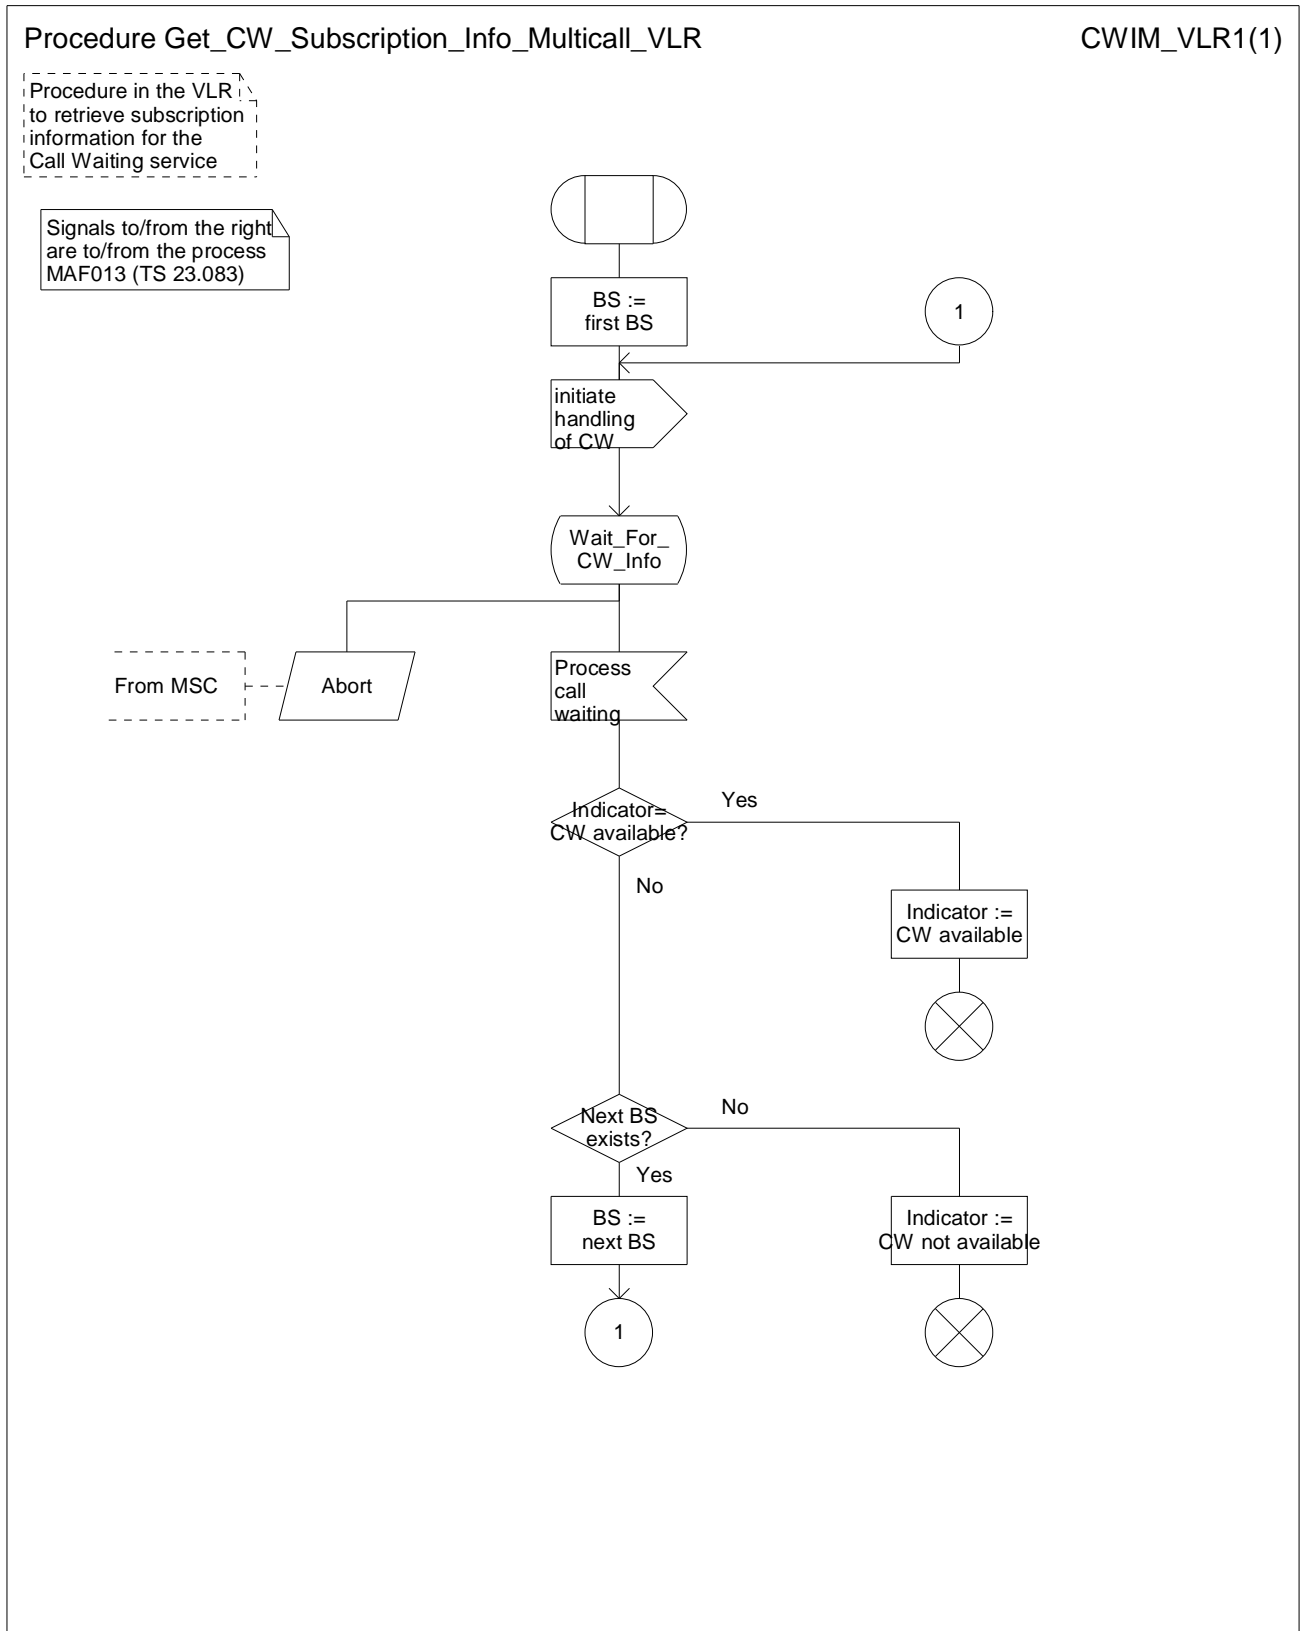 Procedure Get_CW_Subscription_Info_Multicall_VLR
CWIM_VLR1(1)
Procedure in the VLR
to retrieve subscription
information for the
Call Waiting service
Signals to/from the right
are to/from the process
MAF013 (TS 23.083)
BS :=
first BS
1
initiate
handling
of CW
Wait_For_
CW_Info
From MSC
Abort
Process
call
waiting
Indicator=
CW available?
Yes
No
Indicator :=
CW available
Next BS
exists?
No
Yes
BS :=
next BS
Indicator :=
CW not available
1